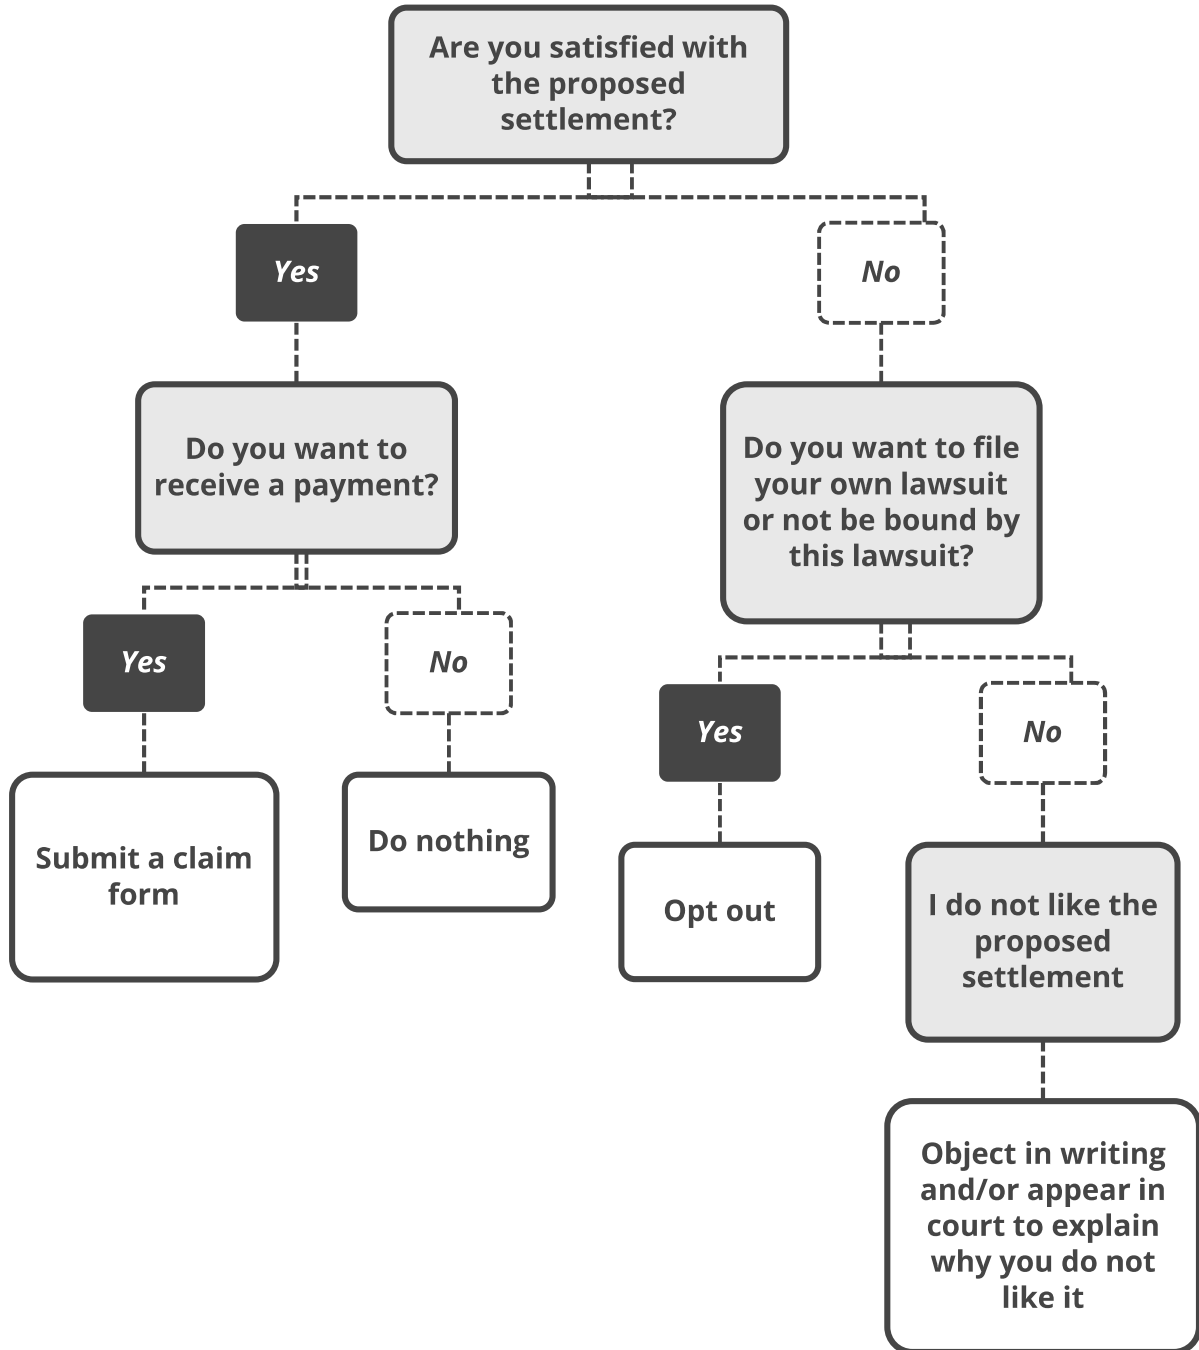 Are you satisfied with
the proposed
settlement?
Yes
No
Do you want to
receive a payment?
Do you want to file
your own lawsuit
or not be bound by
this lawsuit?
Yes
No
Yes
No
Submit a claim
form
Do nothing
Opt out
I do not like the
proposed
settlement
Object in writing
and/or appear in
court to explain
why you do not
like it